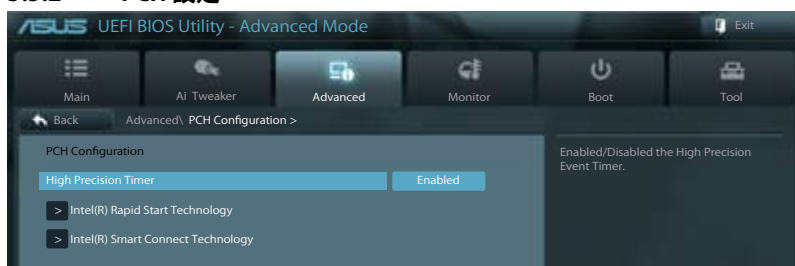 ASUS UEFI BIOS Utility - Advanced Mode
Exit
Main
Ai Tweaker
Advanced
Monitor
Boot
Tool
Back
Advanced\ PCH Configuration >
PCH Configuration
High Precision Timer
Enabled
> Intel(R) Rapid Start Technology
> Intel(R) Smart Connect Technology
Enabled/Disabled the High Precision
Event Timer.